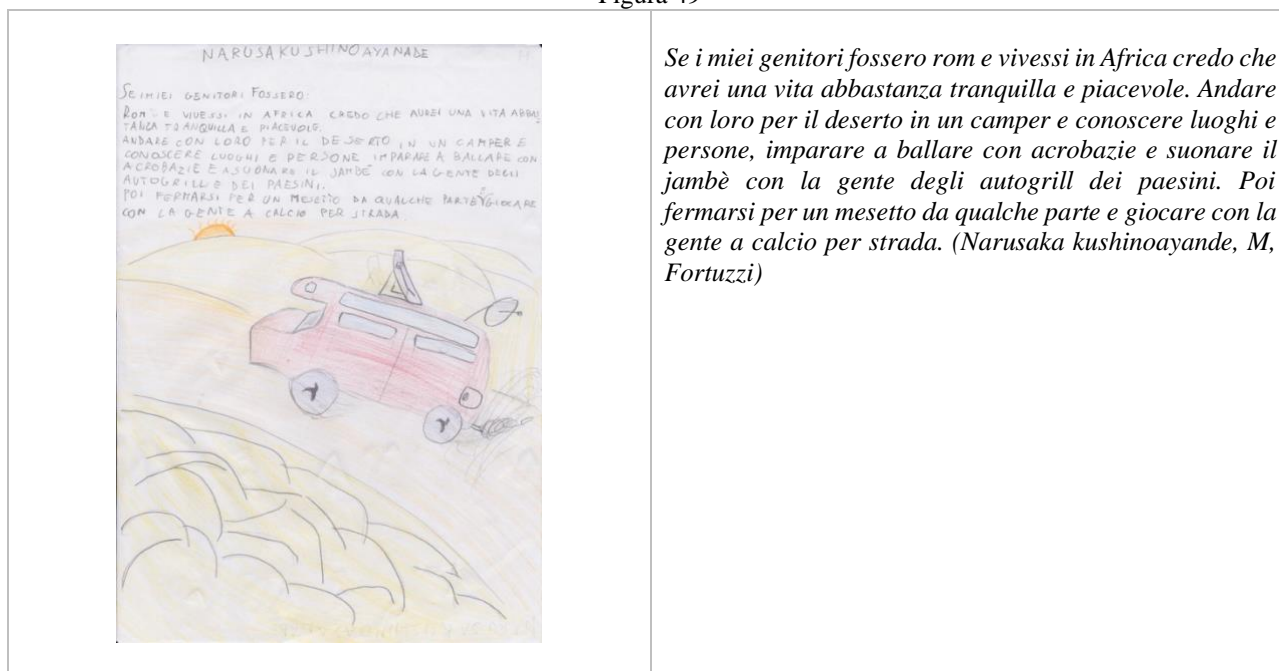 Figura 49
NARUSAKUSHINOAYANADE
SE I MIEI GENITORI FOSSERO:
ROM E VIVESSI IN AFRICA CREDO CHE AVREI UNA VITA ABBAS
TANZA TRANQUILLA E PIACEVOLE.
ANDARE CON LORO PER IL DESERTO IN UN CAMPER E
CONOSCERE LUOGHI E PERSONE IMPARARE A BALLARE CON
ACROBAZIE E A SUONARE IL JAMBÈ CON LA GENTE DEGLI
AUTOGRILL O DEI PAESINI.
POI FERMARSI PER UN MESETTO DA QUALCHE PARTE E GIOCARE
CON LA GENTE A CALCIO PER STRADA.
Se i miei genitori fossero rom e vivessi in Africa credo che
avrei una vita abbastanza tranquilla e piacevole. Andare
con loro per il deserto in un camper e conoscere luoghi e
persone, imparare a ballare con acrobazie e suonare il
jambè con la gente degli autogrill dei paesini. Poi
fermarsi per un mesetto da qualche parte e giocare con la
gente a calcio per strada. (Narusaka kushinoayande, M,
Fortuzzi)